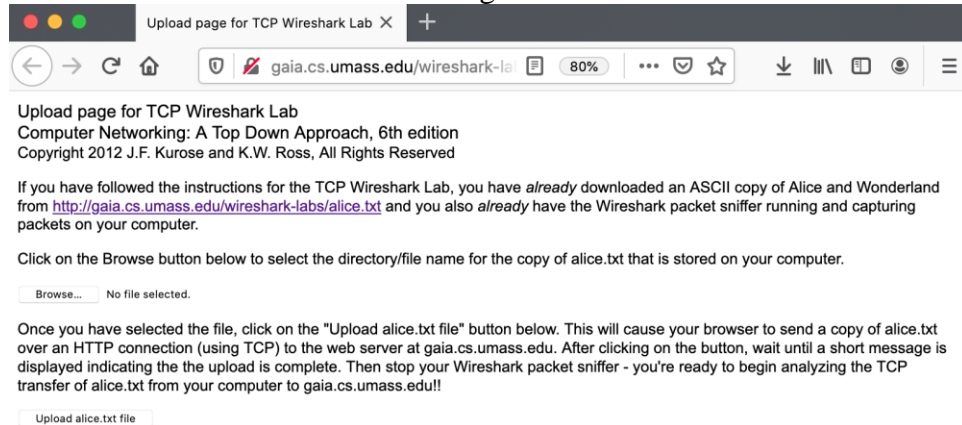 Upload page for TCP Wireshark Lab
gaia.cs.umass.edu/wireshark-la 80%
Upload page for TCP Wireshark Lab
Computer Networking: A Top Down Approach, 6th edition
Copyright 2012 J.F. Kurose and K.W. Ross, All Rights Reserved
If you have followed the instructions for the TCP Wireshark Lab, you have already downloaded an ASCII copy of Alice and Wonderland
from http://gaia.cs.umass.edu/wireshark-labs/alice.txt and you also already have the Wireshark packet sniffer running and capturing
packets on your computer.
Click on the Browse button below to select the directory/file name for the copy of alice.txt that is stored on your computer.
Browse... No file selected.
Once you have selected the file, click on the "Upload alice.txt file" button below. This will cause your browser to send a copy of alice.txt
over an HTTP connection (using TCP) to the web server at gaia.cs.umass.edu. After clicking on the button, wait until a short message is
displayed indicating the the upload is complete. Then stop your Wireshark packet sniffer - you're ready to begin analyzing the TCP
transfer of alice.txt from your computer to gaia.cs.umass.edu!!
Upload alice.txt file